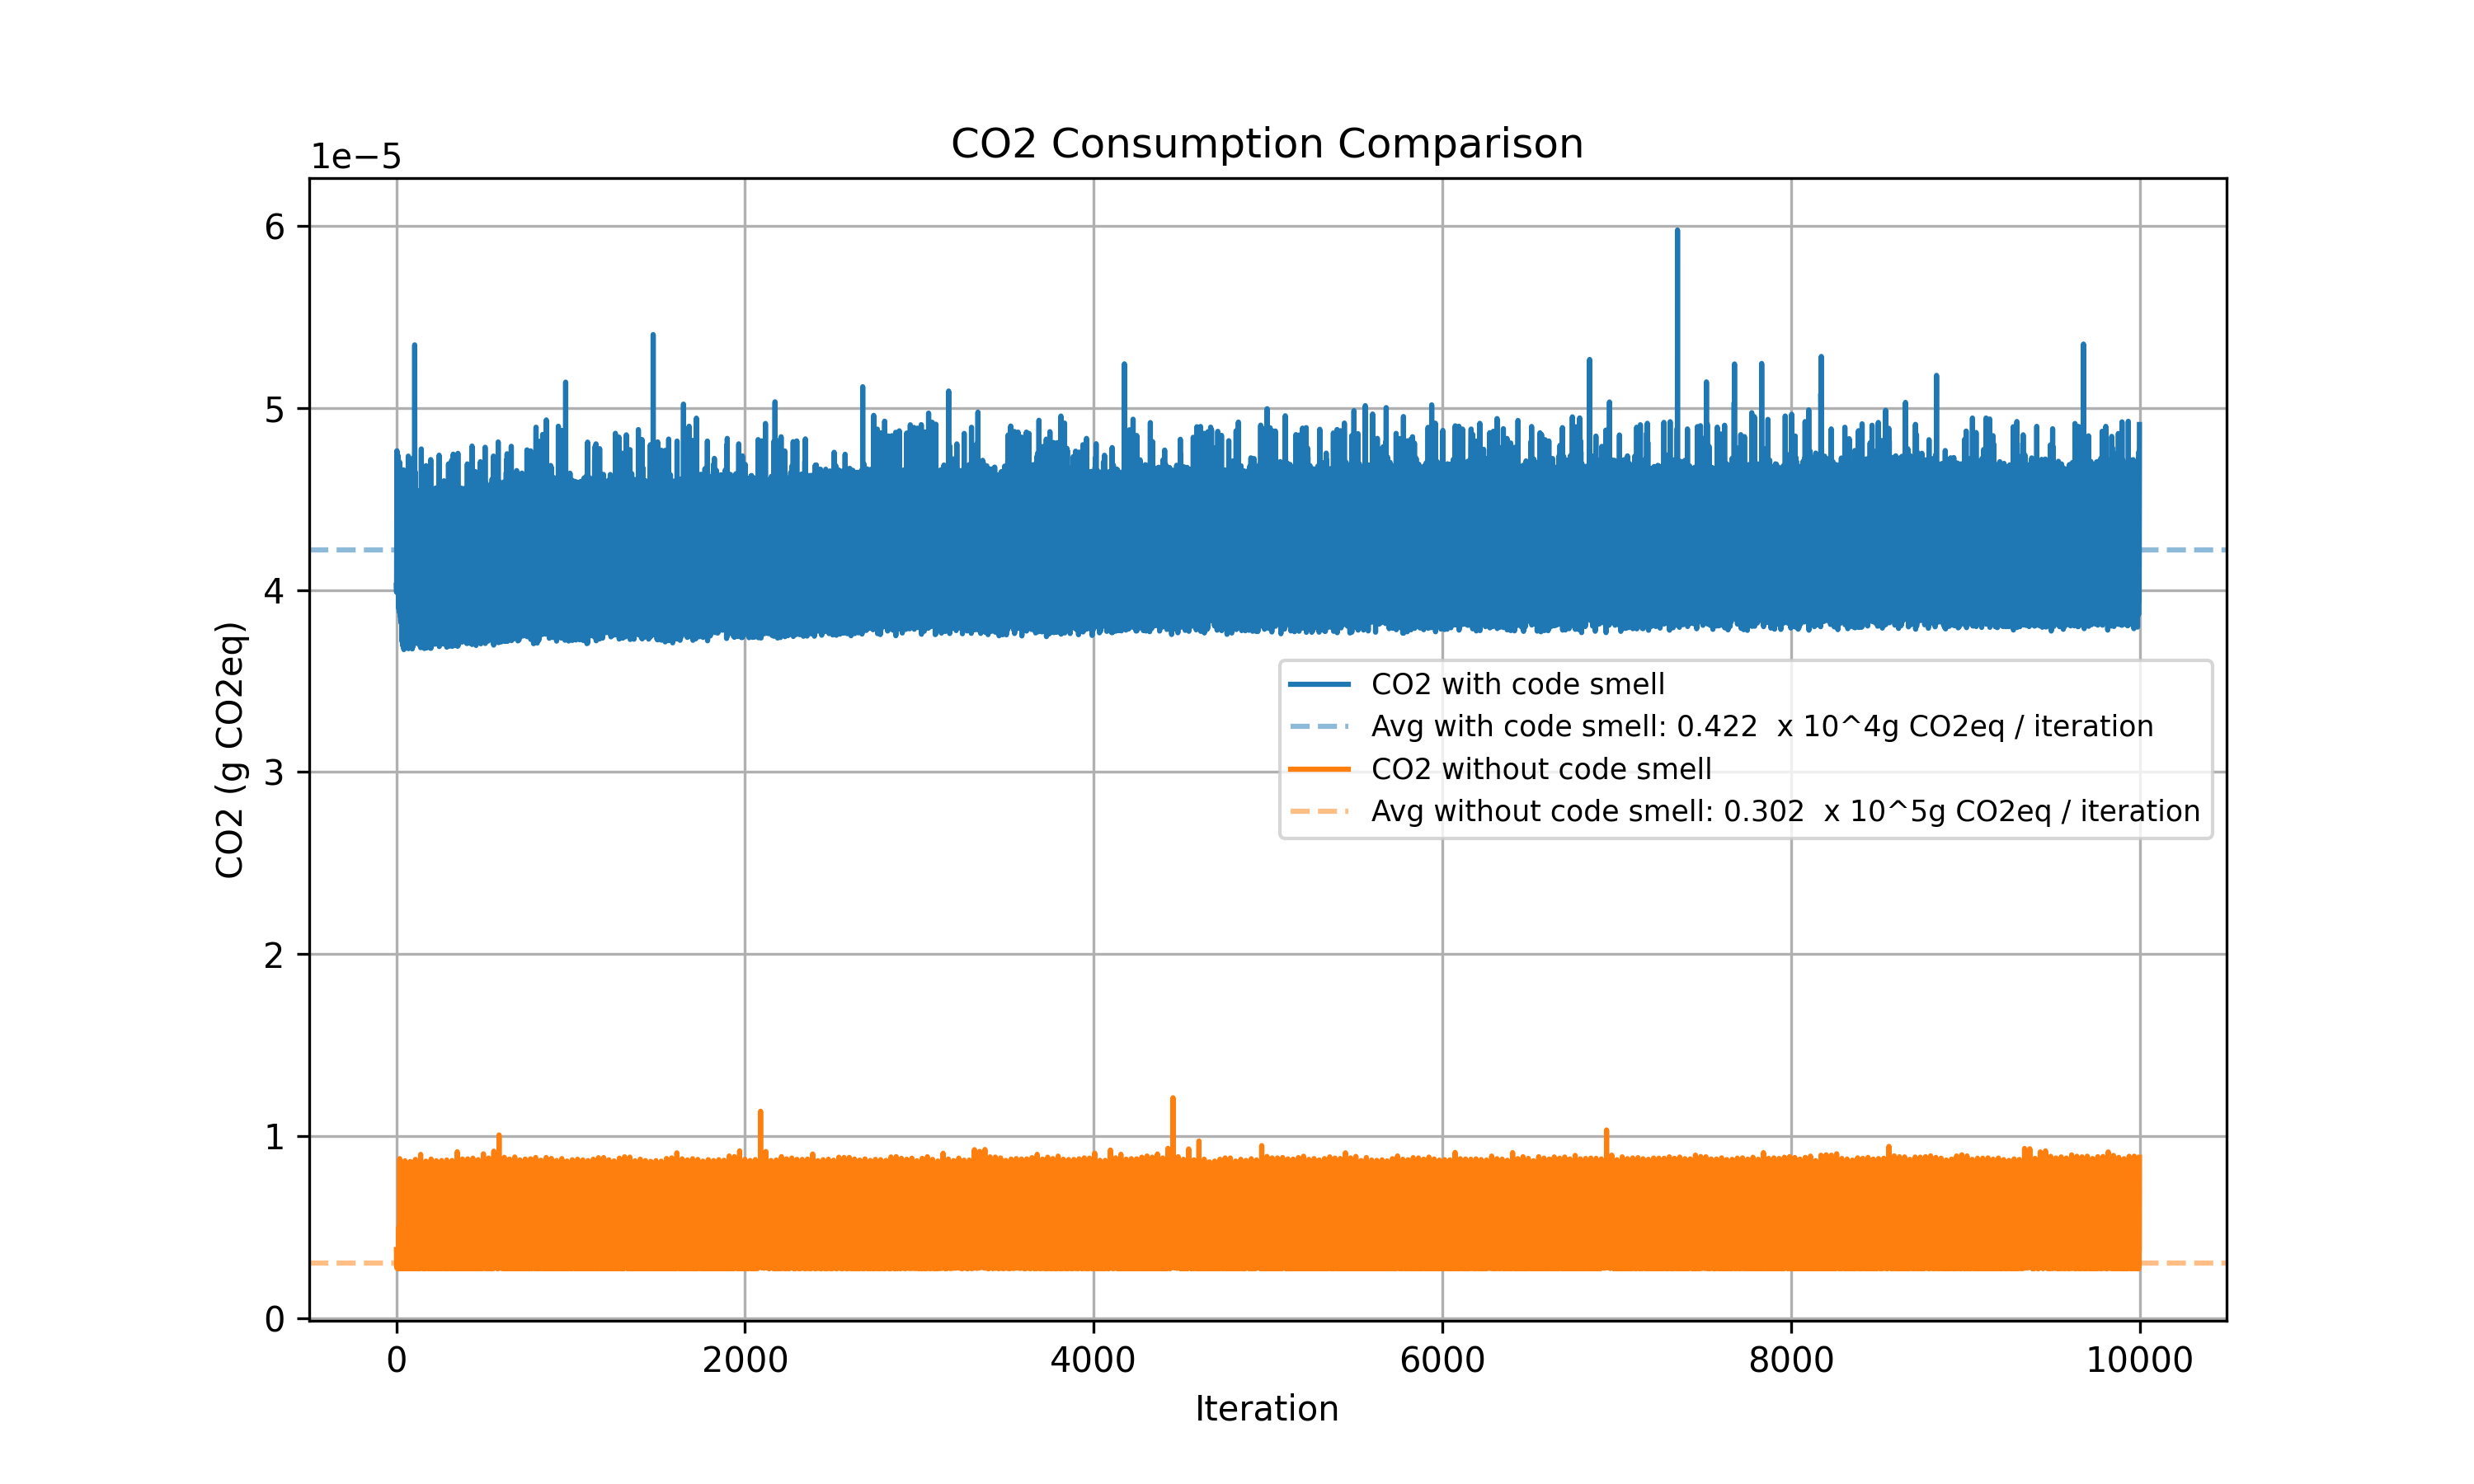 CO2 Consumption Comparison
1e−5
6
5
4
3
2
1
0
CO2 (g CO2eq)
CO2 with code smell
Avg with code smell: 0.422  x 10^4g CO2eq / iteration
CO2 without code smell
Avg without code smell: 0.302  x 10^5g CO2eq / iteration
0 2000 4000 6000 8000 10000
Iteration